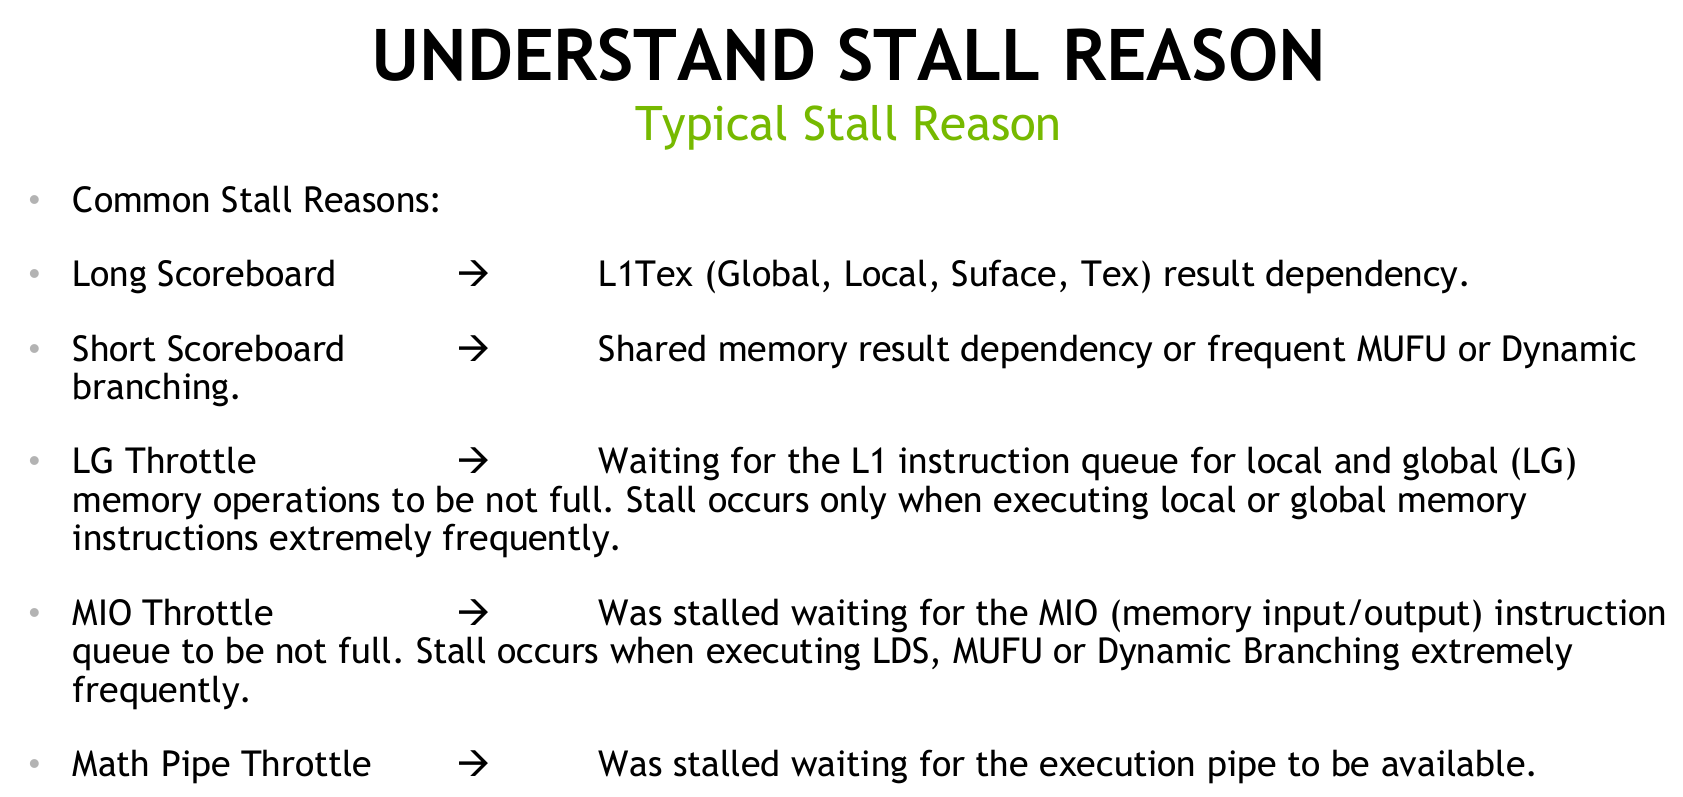 UNDERSTAND STALL REASON
Typical Stall Reason
• Common Stall Reasons:
• Long Scoreboard → L1Tex (Global, Local, Suface, Tex) result dependency.
• Short Scoreboard → Shared memory result dependency or frequent MUFU or Dynamic
branching.
• LG Throttle → Waiting for the L1 instruction queue for local and global (LG)
memory operations to be not full. Stall occurs only when executing local or global memory
instructions extremely frequently.
• MIO Throttle → Was stalled waiting for the MIO (memory input/output) instruction
queue to be not full. Stall occurs when executing LDS, MUFU or Dynamic Branching extremely
frequently.
• Math Pipe Throttle → Was stalled waiting for the execution pipe to be available.